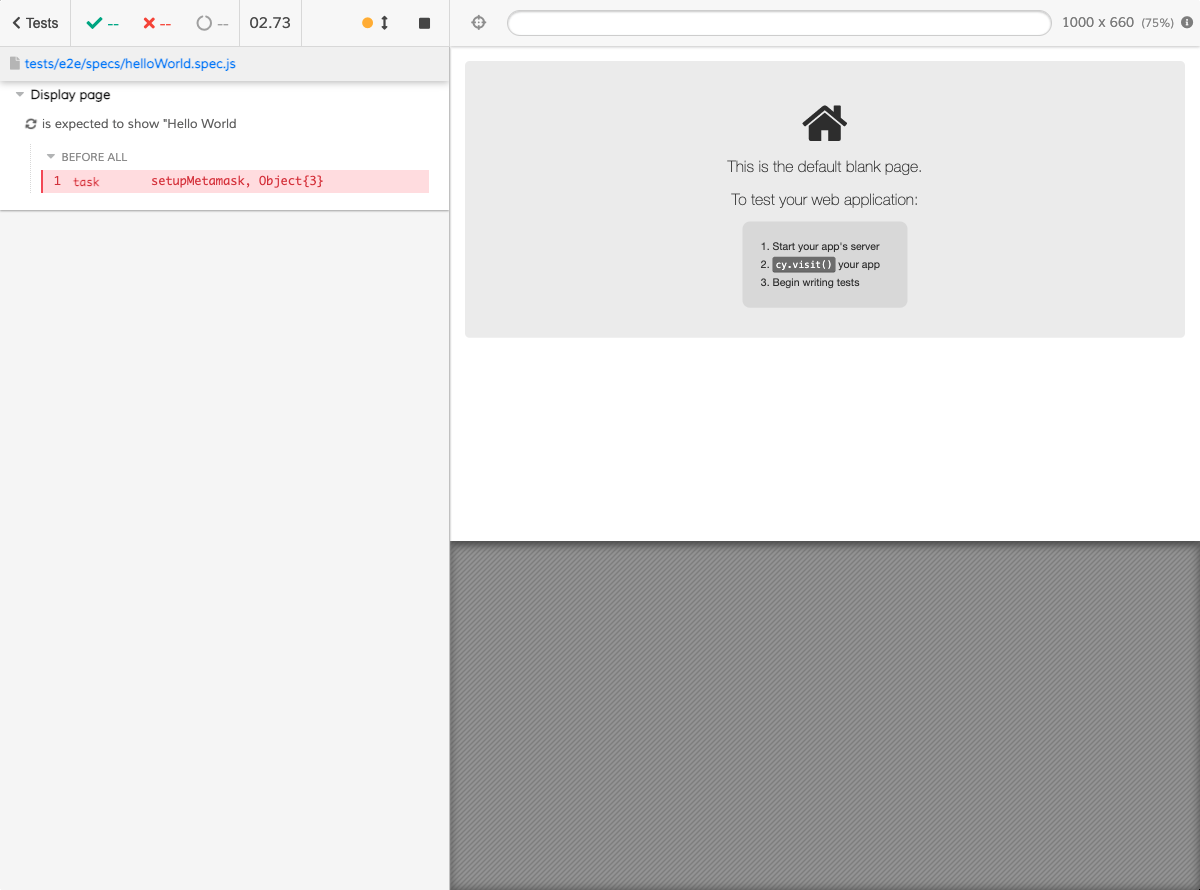 Tests -- -- -- 02.73
1000 x 660 (75%)
tests/e2e/specs/helloWorld.spec.js
Display page
is expected to show "Hello World
BEFORE ALL
1 task setupMetamask, Object{3}
This is the default blank page.
To test your web application:
1. Start your app's server
2. cy.visit() your app
3. Begin writing tests